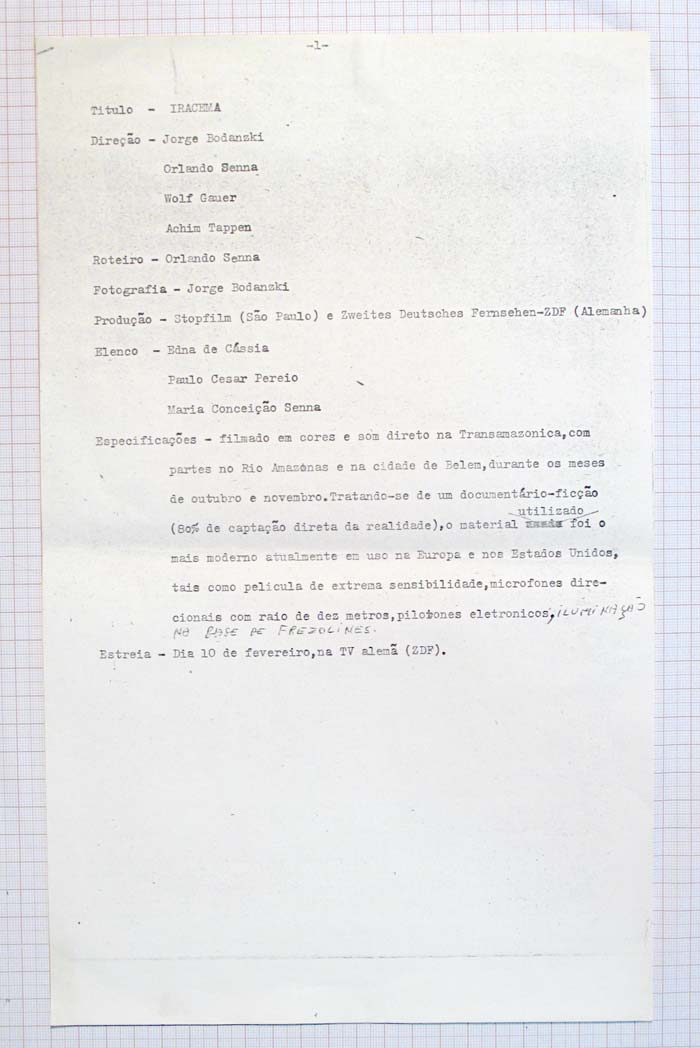 -1-
Titulo - IRACEMA
Direção - Jorge Bodanzki
Orlando Senna
Wolf Gauer
Achim Tappen
Roteiro - Orlando Senna
Fotografia - Jorge Bodanzki
Produção - Stopfilm (São Paulo) e Zweites Deutsches Fernsehen-ZDF (Alemanha)
Elenco - Edna de Cássia
Paulo Cesar Pereio
Maria Conceição Senna
Especificações - filmado em cores e som direto na Transamazonica,com
partes no Rio Amazônas e na cidade de Belem,durante os meses
de outubro e novembro.Tratando-se de um documentário-ficção
utilizado
(80% de captação direta da realidade),o material foi o
mais moderno atualmente em uso na Europa e nos Estados Unidos,
tais como pelicula de extrema sensibilidade,microfones dire-
cionais com raio de dez metros,pilotones eletronicos, ILUMINAÇÃO
NA BASE DE FREZOLINES.
Estreia - Dia 10 de fevereiro,na TV alemã (ZDF).